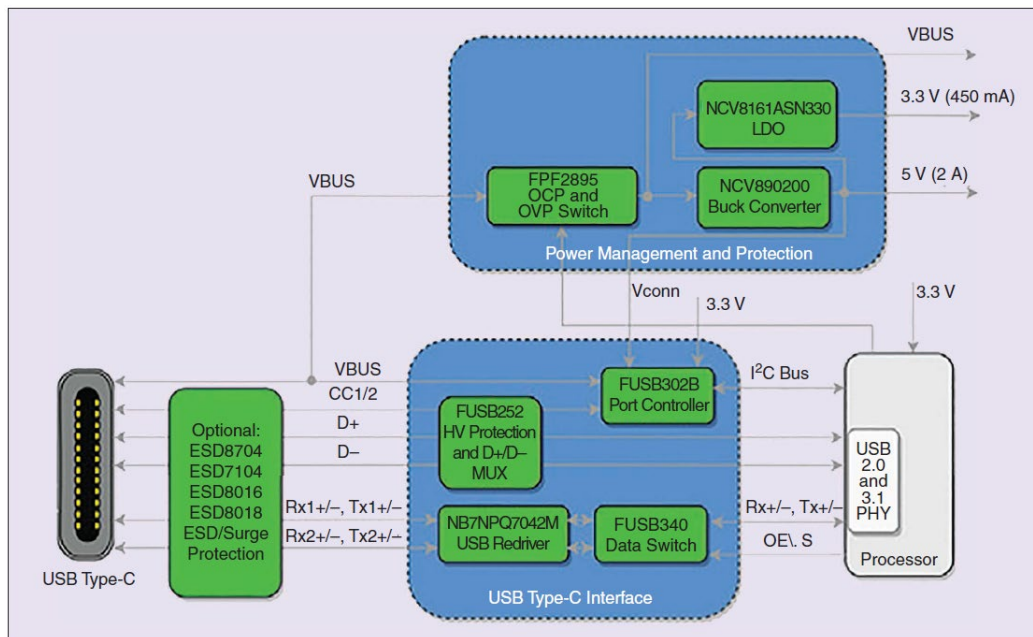 VBUS
NCV8161ASN330
LDO
3.3 V (450 mA)
VBUS
FPF2895
OCP and
OVP Switch
NCV890200
Buck Converter
5 V (2 A)
Power Management and Protection
Vconn
3.3 V
3.3 V
VBUS
CC1/2
D+
D–
FUSB302B
Port Controller
I²C Bus
Optional:
ESD8704
ESD7104
ESD8016
ESD8018
ESD/Surge
Protection
FUSB252
HV Protection
and D+/D–
MUX
USB
2.0
and
3.1
PHY
Rx1+/–, Tx1+/–
Rx2+/–, Tx2+/–
NB7NPQ7042M
USB Redriver
FUSB340
Data Switch
Rx+/–, Tx+/–
OE\. S
Processor
USB Type-C
USB Type-C Interface